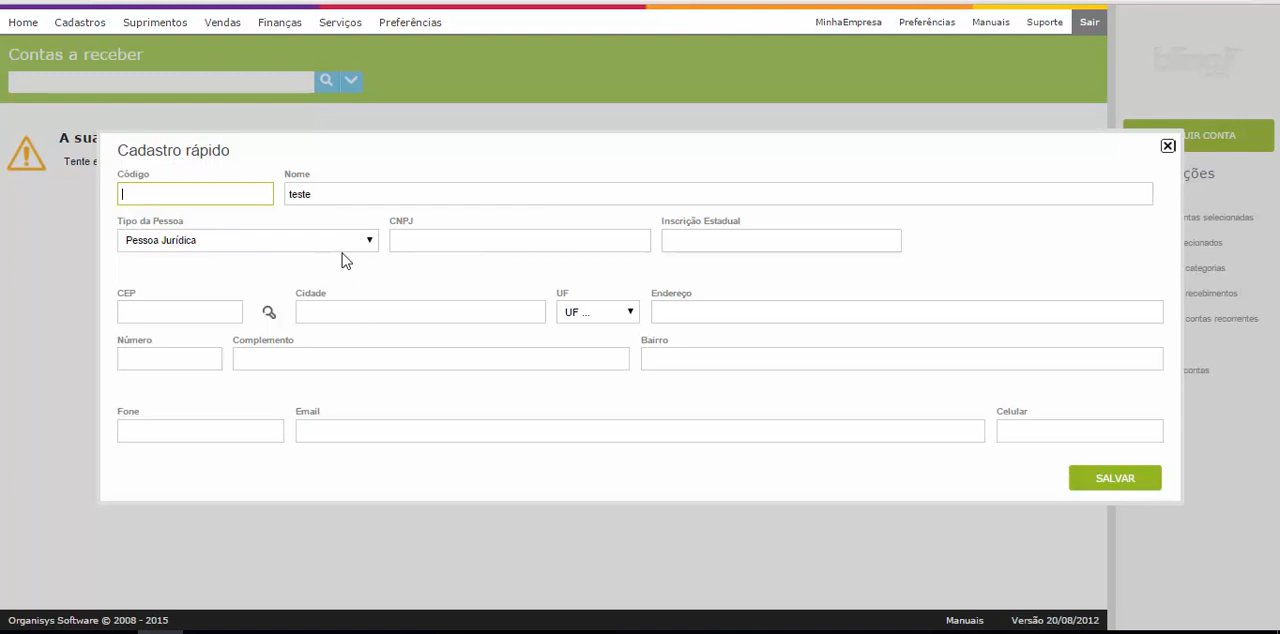 Home Cadastros Suprimentos Vendas Finanças Serviços Preferências MinhaEmpresa Preferências Manuais Suporte Sair
Contas a receber
A sua
Tente e
UIR CONTA
ções
ntas selecionadas
ecionados
categorias
recebimentos
contas recorrentes
contas
Cadastro rápido
Código Nome
teste
Tipo da Pessoa CNPJ Inscrição Estadual
Pessoa Jurídica
CEP Cidade UF Endereço
UF ...
Número Complemento Bairro
Fone Email Celular
SALVAR
Organisys Software © 2008 - 2015 Manuais Versão 20/08/2012